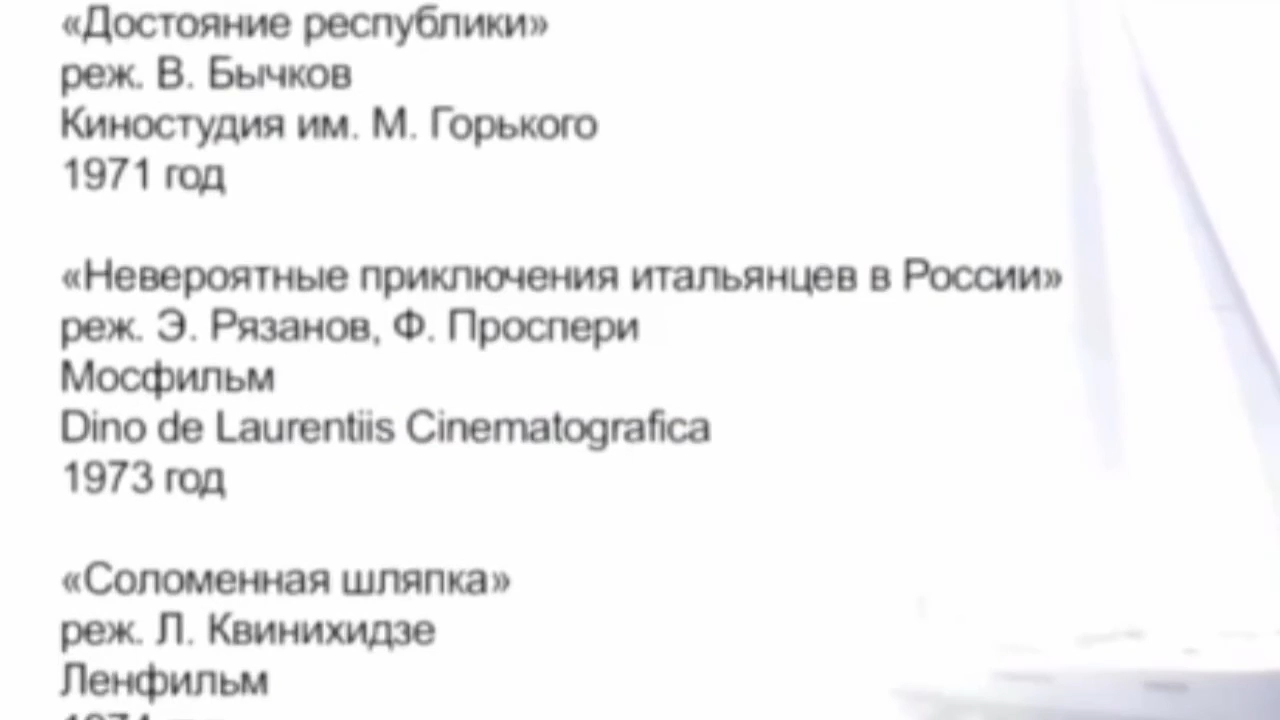 «Достояние республики»
реж. В. Бычков
Киностудия им. М. Горького
1971 год
«Невероятные приключения итальянцев в России»
реж. Э. Рязанов, Ф. Проспери
Мосфильм
Dino de Laurentiis Cinematografica
1973 год
«Соломенная шляпка»
реж. Л. Квинихидзе
Ленфильм